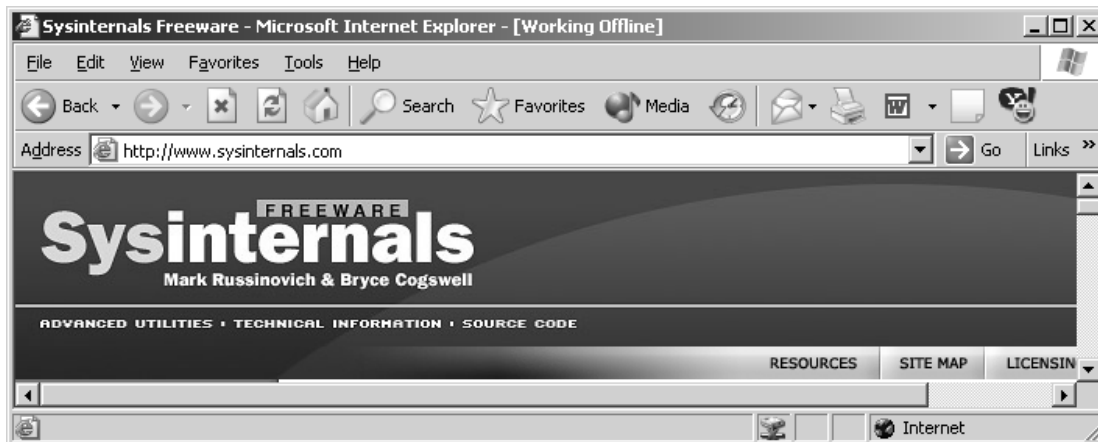 Sysinternals Freeware - Microsoft Internet Explorer - [Working Offline]
File Edit View Favorites Tools Help
Back Search Favorites Media W Y!
Address http://www.sysinternals.com Go Links »
FREEWARE
Sysinternals
Mark Russinovich & Bryce Cogswell
ADVANCED UTILITIES · TECHNICAL INFORMATION · SOURCE CODE
RESOURCES SITE MAP LICENSIN
Internet